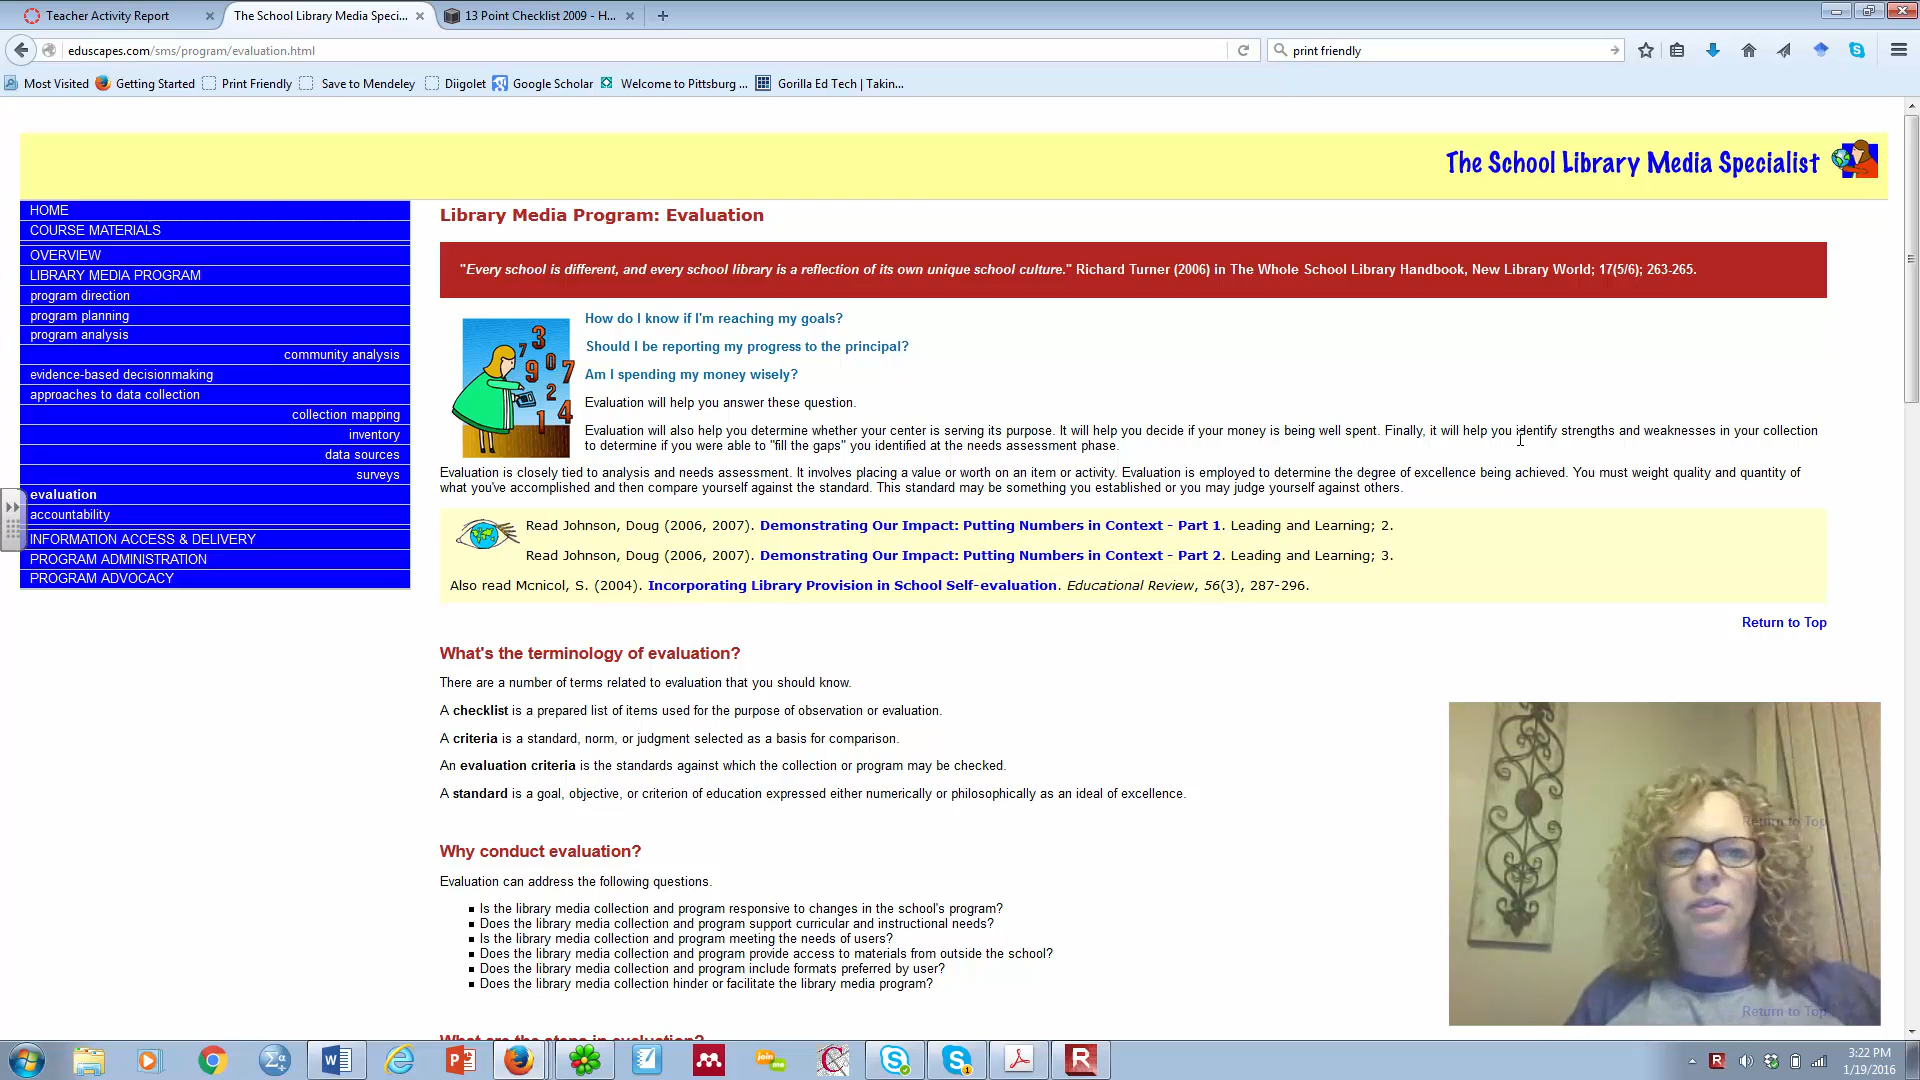 Teacher Activity Report
The School Library Media Speci...
13 Point Checklist 2009 - H...
eduscapes.com/sms/program/evaluation.html
print friendly
Most Visited
Getting Started
Print Friendly
Save to Mendeley
Diigolet
Google Scholar
Welcome to Pittsburg ...
Gorilla Ed Tech | Takin...
The School Library Media Specialist
HOME
COURSE MATERIALS
OVERVIEW
LIBRARY MEDIA PROGRAM
program direction
program planning
program analysis
community analysis
evidence-based decisionmaking
approaches to data collection
collection mapping
inventory
data sources
surveys
evaluation
accountability
INFORMATION ACCESS & DELIVERY
PROGRAM ADMINISTRATION
PROGRAM ADVOCACY
Library Media Program: Evaluation
"Every school is different, and every school library is a reflection of its own unique school culture." Richard Turner (2006) in The Whole School Library Handbook, New Library World; 17(5/6); 263-265.
3
7
9 0 7
2
1 4
How do I know if I'm reaching my goals?
Should I be reporting my progress to the principal?
Am I spending my money wisely?
Evaluation will help you answer these question.
Evaluation will also help you determine whether your center is serving its purpose. It will help you decide if your money is being well spent. Finally, it will help you identify strengths and weaknesses in your collection
to determine if you were able to "fill the gaps" you identified at the needs assessment phase.
Evaluation is closely tied to analysis and needs assessment. It involves placing a value or worth on an item or activity. Evaluation is employed to determine the degree of excellence being achieved. You must weight quality and quantity of
what you've accomplished and then compare yourself against the standard. This standard may be something you established or you may judge yourself against others.
Read Johnson, Doug (2006, 2007). Demonstrating Our Impact: Putting Numbers in Context - Part 1. Leading and Learning; 2.
Read Johnson, Doug (2006, 2007). Demonstrating Our Impact: Putting Numbers in Context - Part 2. Leading and Learning; 3.
Also read Mcnicol, S. (2004). Incorporating Library Provision in School Self-evaluation. Educational Review, 56(3), 287-296.
Return to Top
What's the terminology of evaluation?
There are a number of terms related to evaluation that you should know.
A checklist is a prepared list of items used for the purpose of observation or evaluation.
A criteria is a standard, norm, or judgment selected as a basis for comparison.
An evaluation criteria is the standards against which the collection or program may be checked.
A standard is a goal, objective, or criterion of education expressed either numerically or philosophically as an ideal of excellence.
Return to Top
Why conduct evaluation?
Evaluation can address the following questions.
Is the library media collection and program responsive to changes in the school's program?
Does the library media collection and program support curricular and instructional needs?
Is the library media collection and program meeting the needs of users?
Does the library media collection and program provide access to materials from outside the school?
Does the library media collection and program include formats preferred by user?
Does the library media collection hinder or facilitate the library media program?
Return to Top
What are the steps in evaluation?
join
me
3:22 PM
1/19/2016